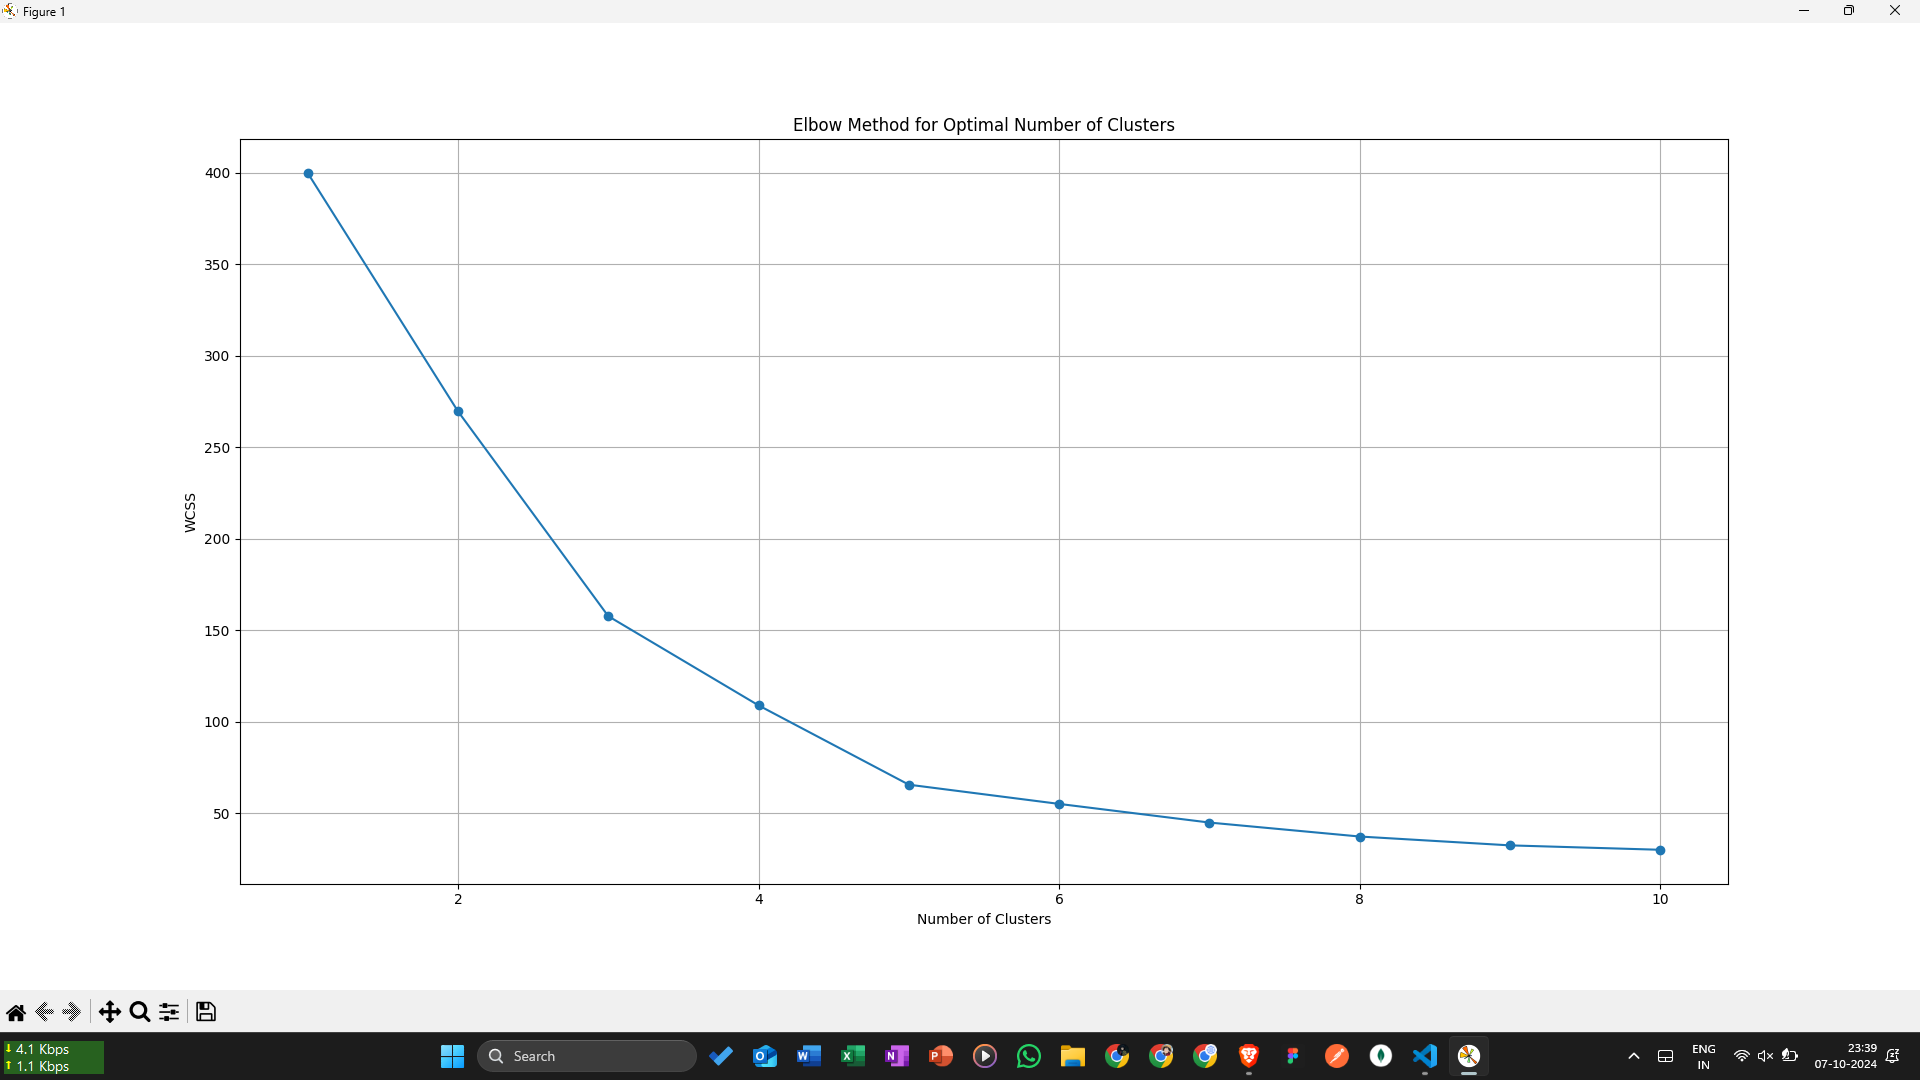 Figure 1
Elbow Method for Optimal Number of Clusters
400
350
300
250
200
150
100
50
WCSS
2 4 6 8 10
Number of Clusters
4.1 Kbps
1.1 Kbps
Search
ENG
IN
23:39
07-10-2024